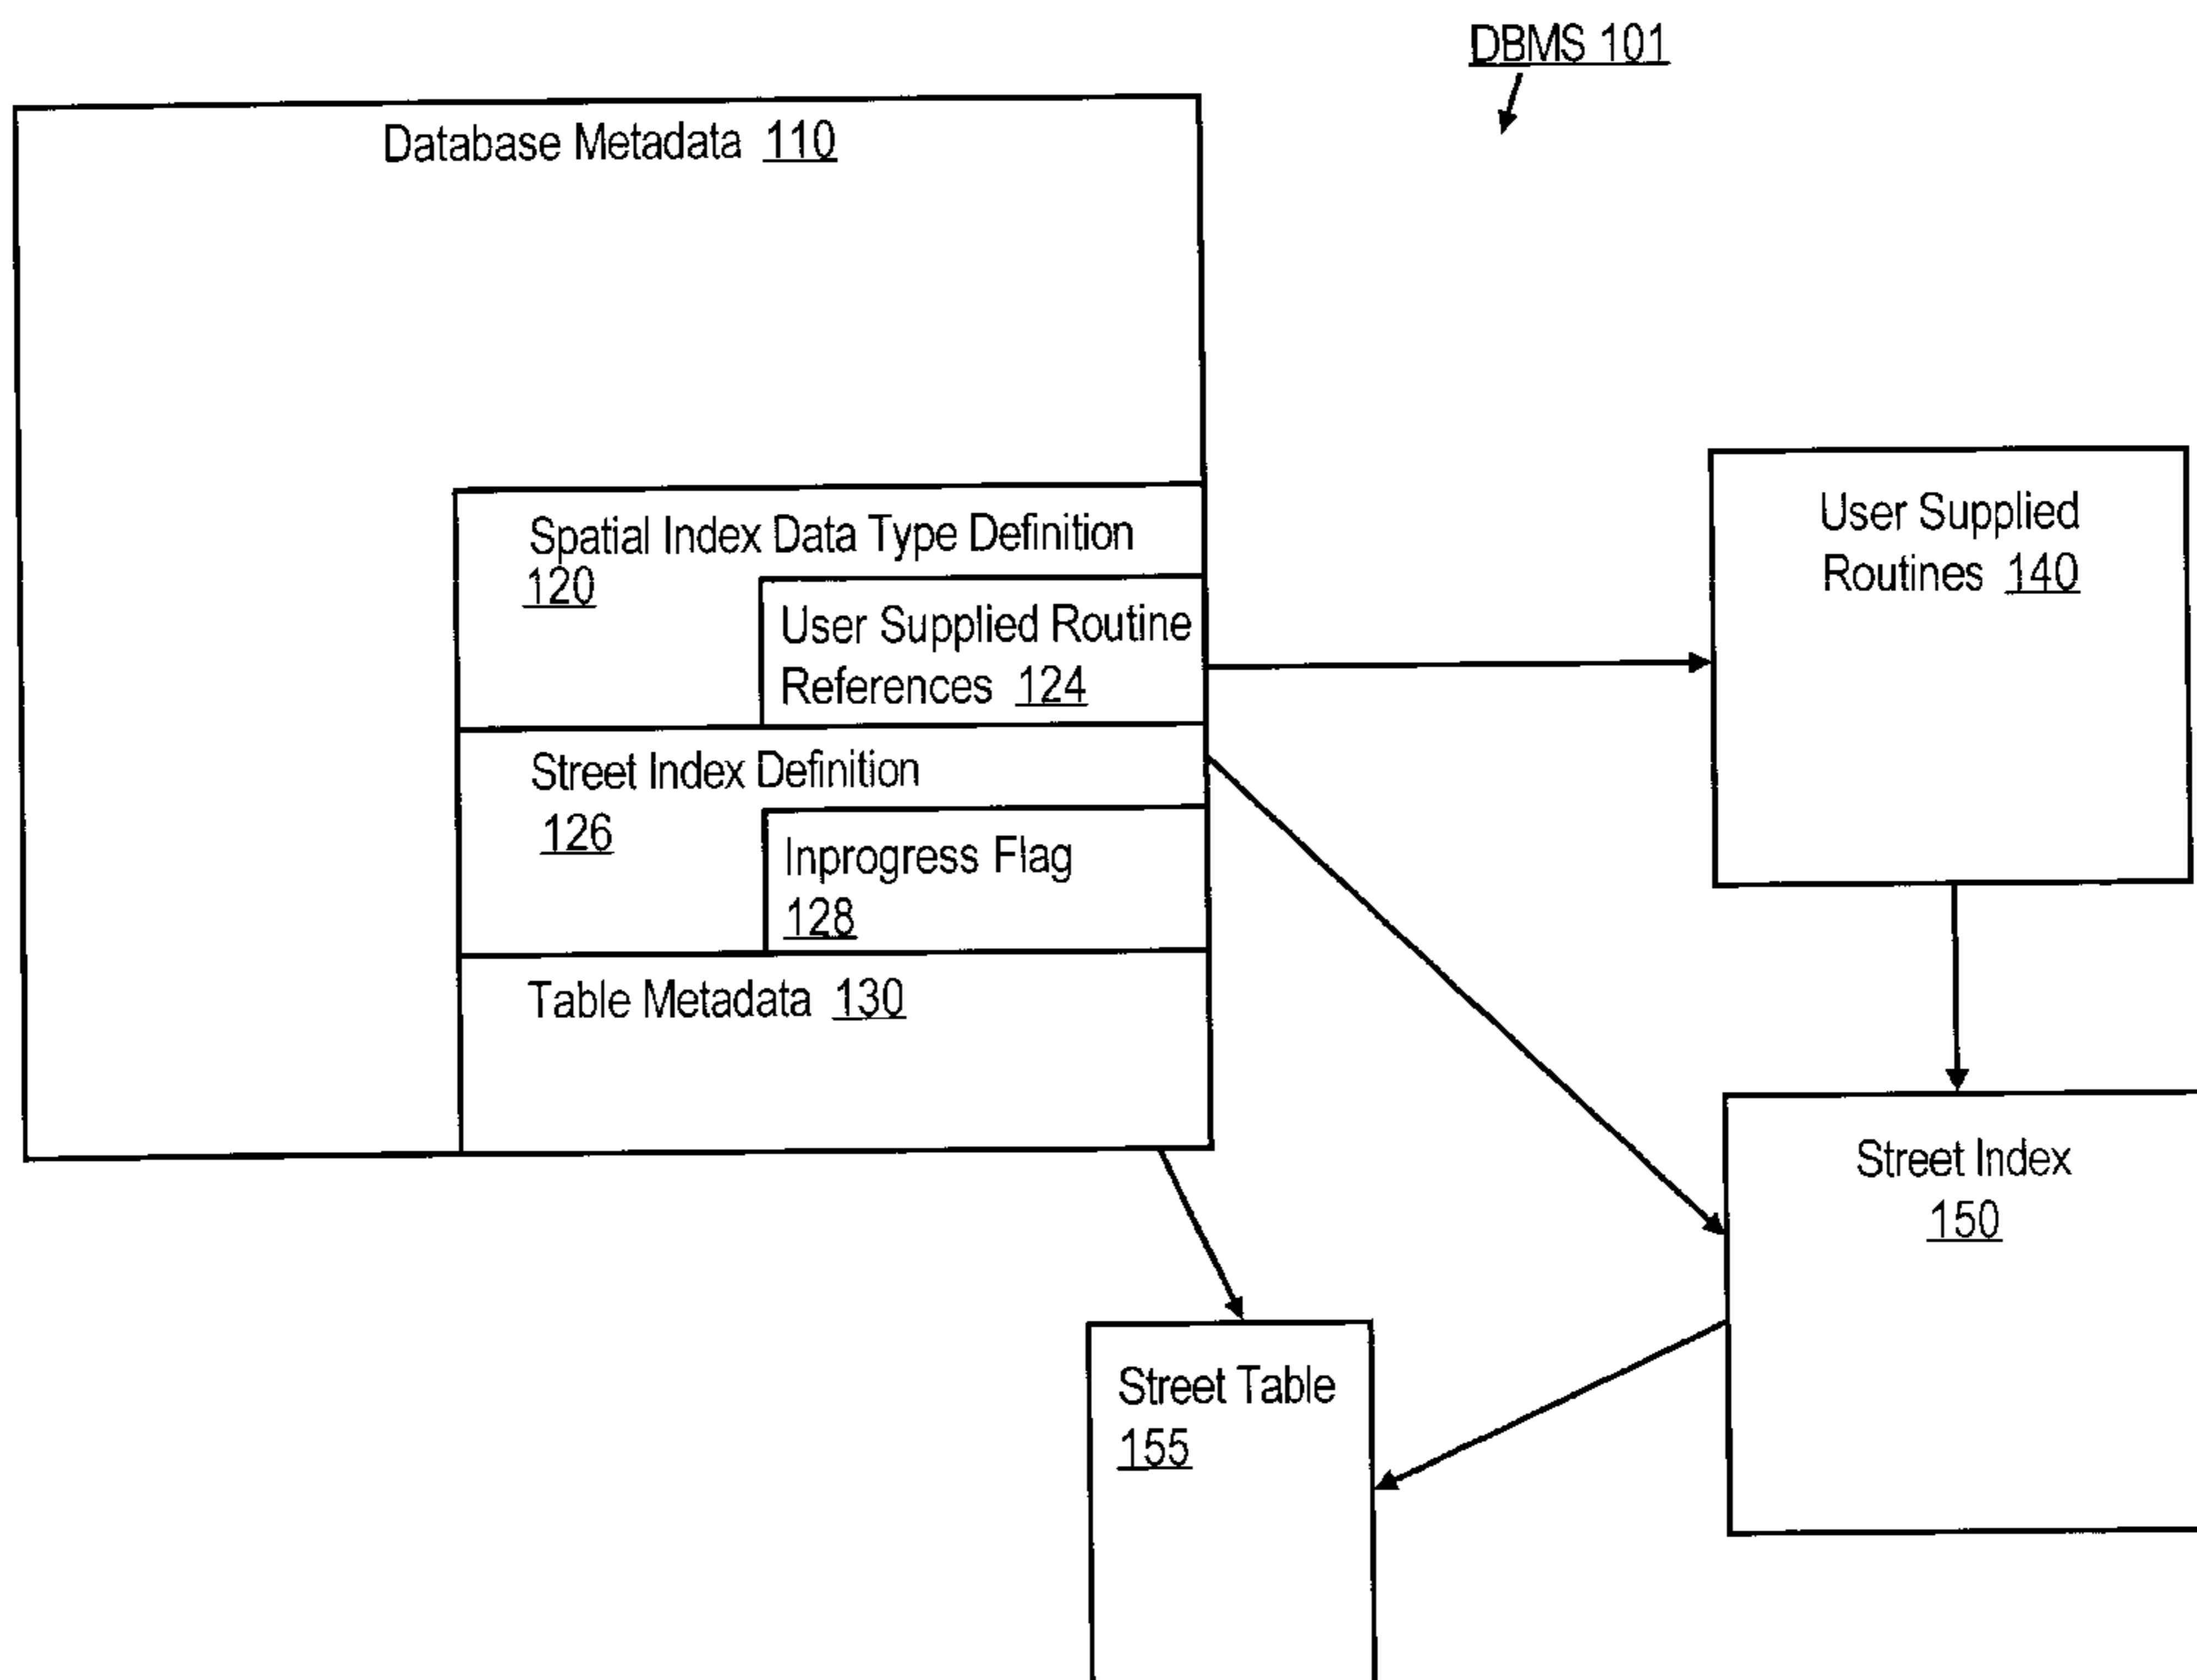 DBMS 101
Database Metadata 110
Spatial Index Data Type Definition
120
User Supplied Routine
References 124
Street Index Definition
126
Inprogress Flag
128
Table Metadata 130
User Supplied
Routines 140
Street Index
150
Street Table
155